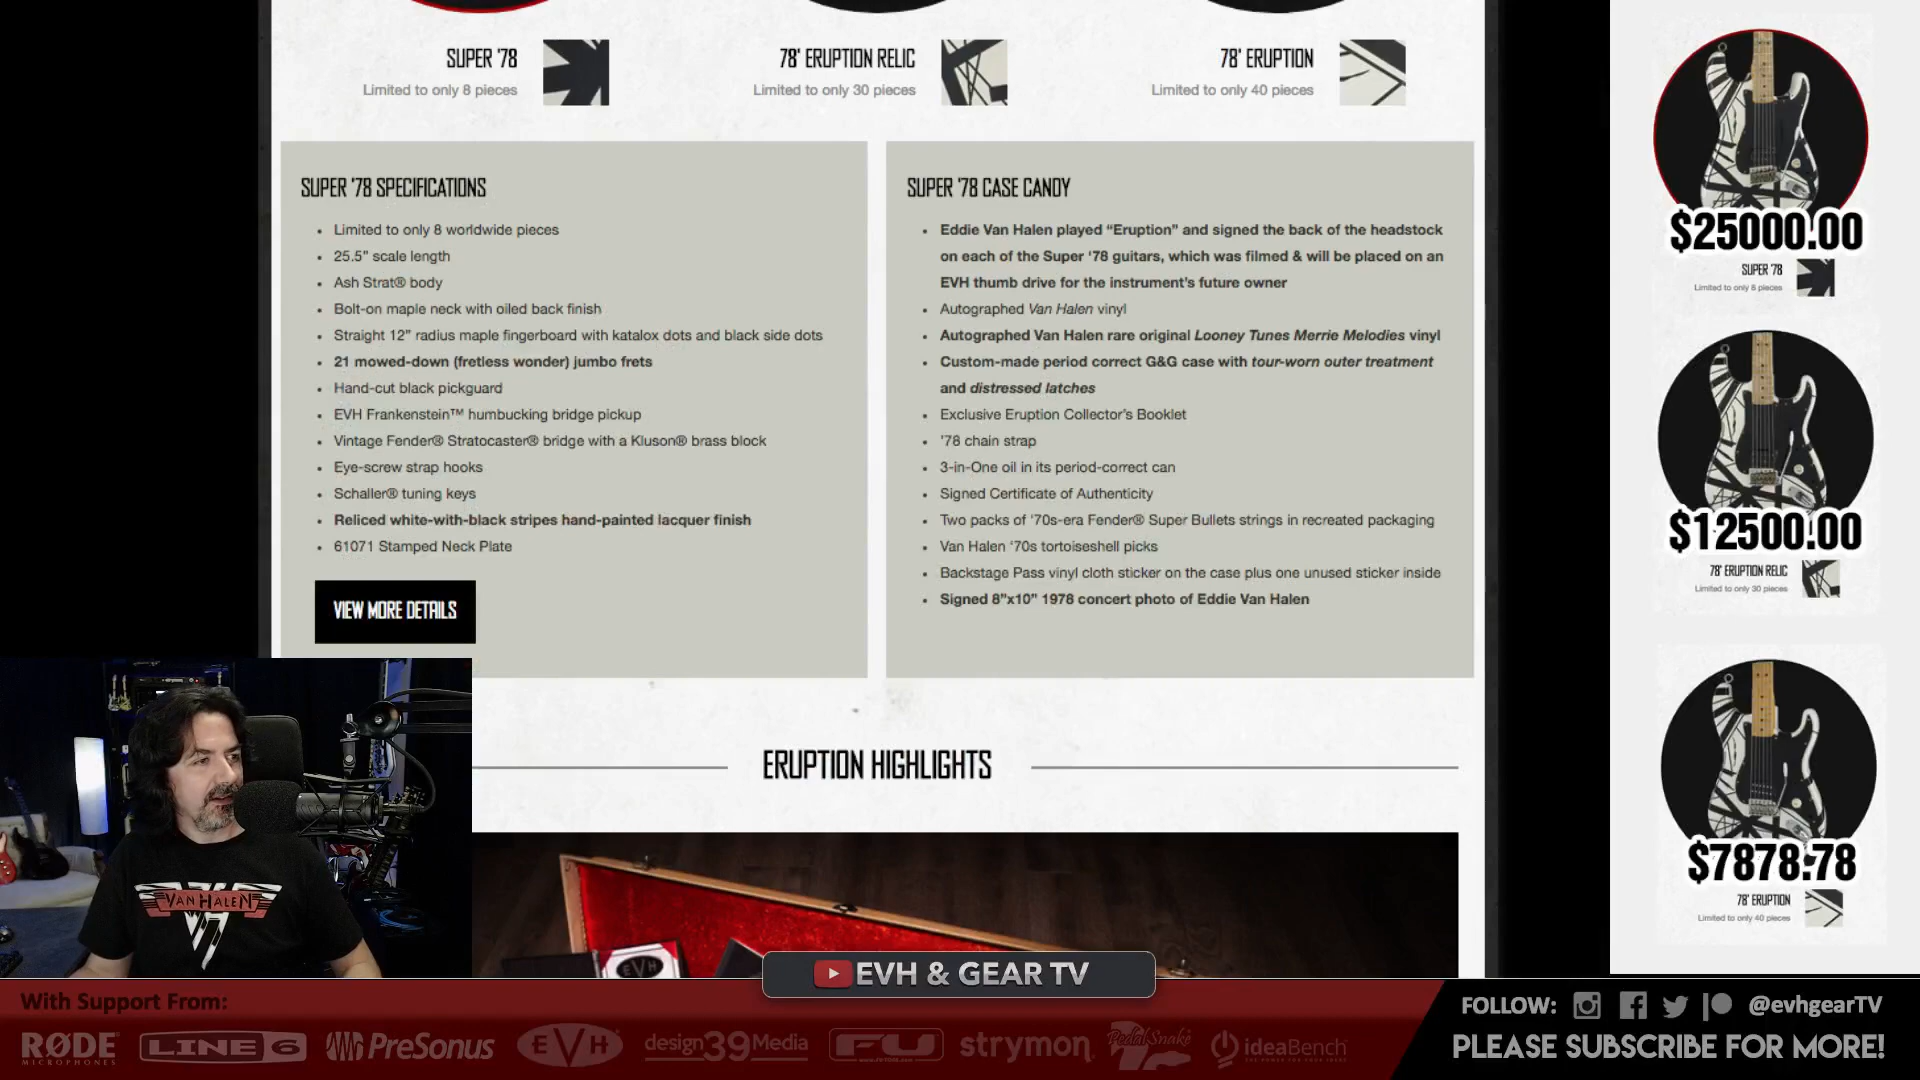 SUPER '78
Limited to only 8 pieces
78' ERUPTION RELIC
Limited to only 30 pieces
78' ERUPTION
Limited to only 40 pieces
SUPER '78 SPECIFICATIONS
Limited to only 8 worldwide pieces
25.5” scale length
Ash Strat® body
Bolt-on maple neck with oiled back finish
Straight 12” radius maple fingerboard with katalox dots and black side dots
21 mowed-down (fretless wonder) jumbo frets
Hand-cut black pickguard
EVH Frankenstein™ humbucking bridge pickup
Vintage Fender® Stratocaster® bridge with a Kluson® brass block
Eye-screw strap hooks
Schaller® tuning keys
Reliced white-with-black stripes hand-painted lacquer finish
61071 Stamped Neck Plate
VIEW MORE DETAILS
SUPER '78 CASE CANDY
Eddie Van Halen played “Eruption” and signed the back of the headstock
on each of the Super ‘78 guitars, which was filmed & will be placed on an
EVH thumb drive for the instrument’s future owner
Autographed Van Halen vinyl
Autographed Van Halen rare original Looney Tunes Merrie Melodies vinyl
Custom-made period correct G&G case with tour-worn outer treatment
and distressed latches
Exclusive Eruption Collector’s Booklet
’78 chain strap
3-in-One oil in its period-correct can
Signed Certificate of Authenticity
Two packs of ‘70s-era Fender® Super Bullets strings in recreated packaging
Van Halen ‘70s tortoiseshell picks
Backstage Pass vinyl cloth sticker on the case plus one unused sticker inside
Signed 8”x10” 1978 concert photo of Eddie Van Halen
ERUPTION HIGHLIGHTS
EVH
VAN HALEN
$25000.00
SUPER '78
Limited to only 8 pieces
$12500.00
78' ERUPTION RELIC
Limited to only 30 pieces
$7878.78
78' ERUPTION
Limited to only 40 pieces
EVH & GEAR TV
With Support From:
RØDE
MICROPHONES
LINE 6
PreSonus
EVH
design39Media
FU
strymon
PedalSnake
ideaBench
FOLLOW: @evhgearTV
PLEASE SUBSCRIBE FOR MORE!